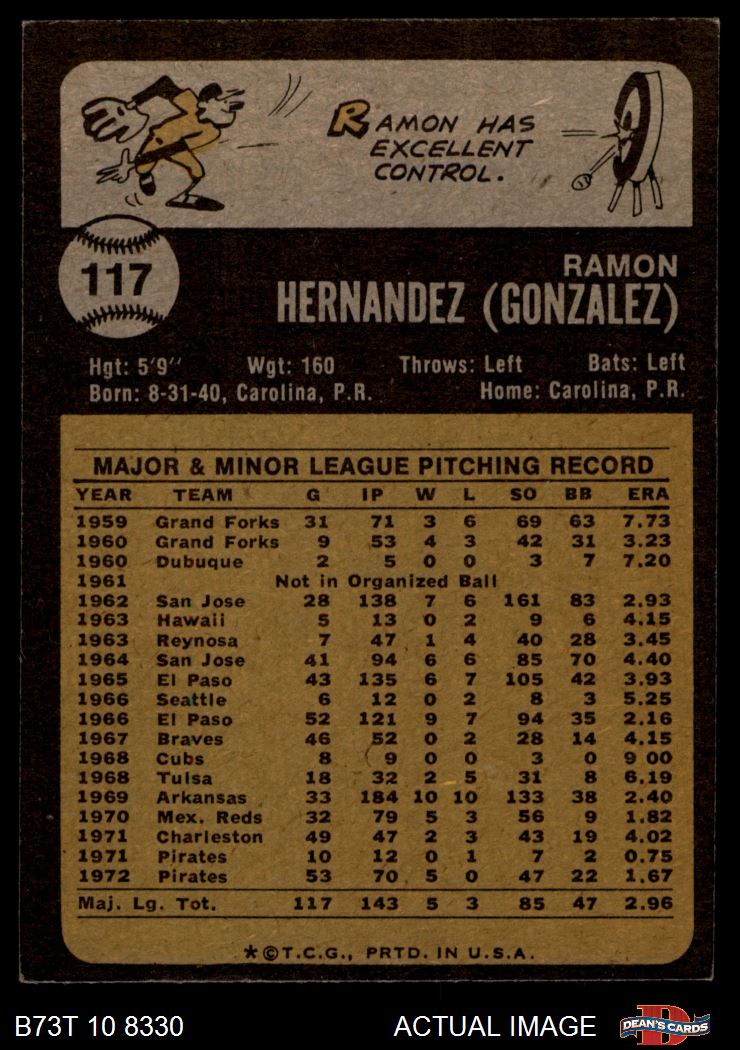 RAMON HAS
EXCELLENT
CONTROL.
117
RAMON
HERNANDEZ (GONZALEZ)
Hgt: 5'9" Wgt: 160 Throws: Left Bats: Left
Born: 8-31-40, Carolina, P.R. Home: Carolina, P.R.
MAJOR & MINOR LEAGUE PITCHING RECORD
YEAR TEAM G IP W L SO BB ERA
1959 Grand Forks 31 71 3 6 69 63 7.73
1960 Grand Forks 9 53 4 3 42 31 3.23
1960 Dubuque 2 5 0 0 3 7 7.20
1961 Not in Organized Ball
1962 San Jose 28 138 7 6 161 83 2.93
1963 Hawaii 5 13 0 2 9 6 4.15
1963 Reynosa 7 47 1 4 40 28 3.45
1964 San Jose 41 94 6 6 85 70 4.40
1965 El Paso 43 135 6 7 105 42 3.93
1966 Seattle 6 12 0 2 8 3 5.25
1966 El Paso 52 121 9 7 94 35 2.16
1967 Braves 46 52 0 2 28 14 4.15
1968 Cubs 8 9 0 0 3 0 9 00
1968 Tulsa 18 32 2 5 31 8 6.19
1969 Arkansas 33 184 10 10 133 38 2.40
1970 Mex. Reds 32 79 5 3 56 9 1.82
1971 Charleston 49 47 2 3 43 19 4.02
1971 Pirates 10 12 0 1 7 2 0.75
1972 Pirates 53 70 5 0 47 22 1.67
Maj. Lg. Tot. 117 143 5 3 85 47 2.96
*©T.C.G., PRTD. IN U.S.A.
B73T 10 8330 ACTUAL IMAGE D DEAN'S CARDS